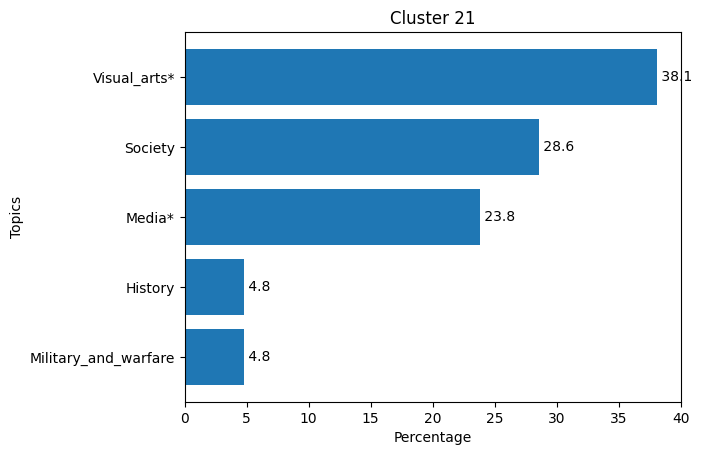 Cluster 21
Topics
Visual_arts*
38.1
Society
28.6
Media*
23.8
History
4.8
Military_and_warfare
4.8
0 5 10 15 20 25 30 35 40
Percentage